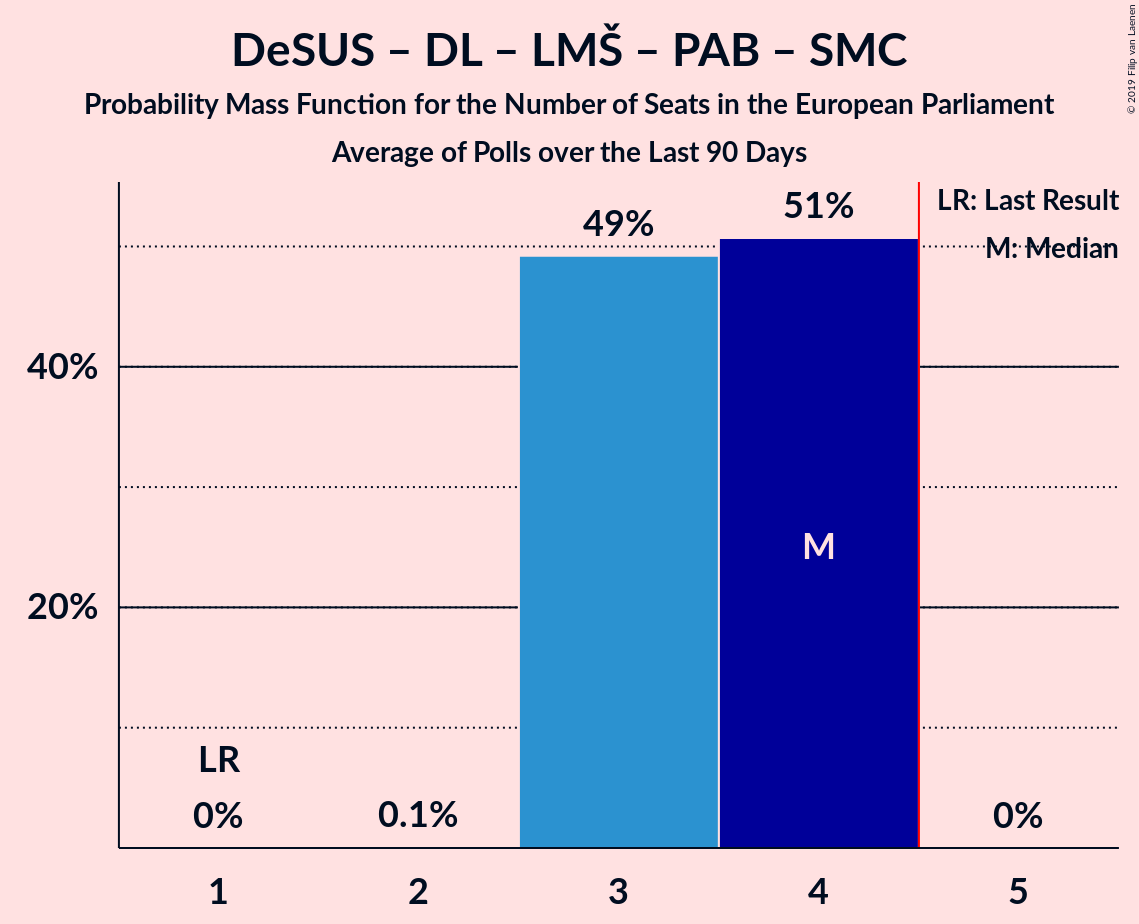 DeSUS – DL – LMŠ – PAB – SMC
Probability Mass Function for the Number of Seats in the European Parliament
Average of Polls over the Last 90 Days
© 2019 Filip van Laenen
LR: Last Result
M: Median
49%
51%
40%
20%
M
LR
0%
0.1%
0%
1
2
3
4
5